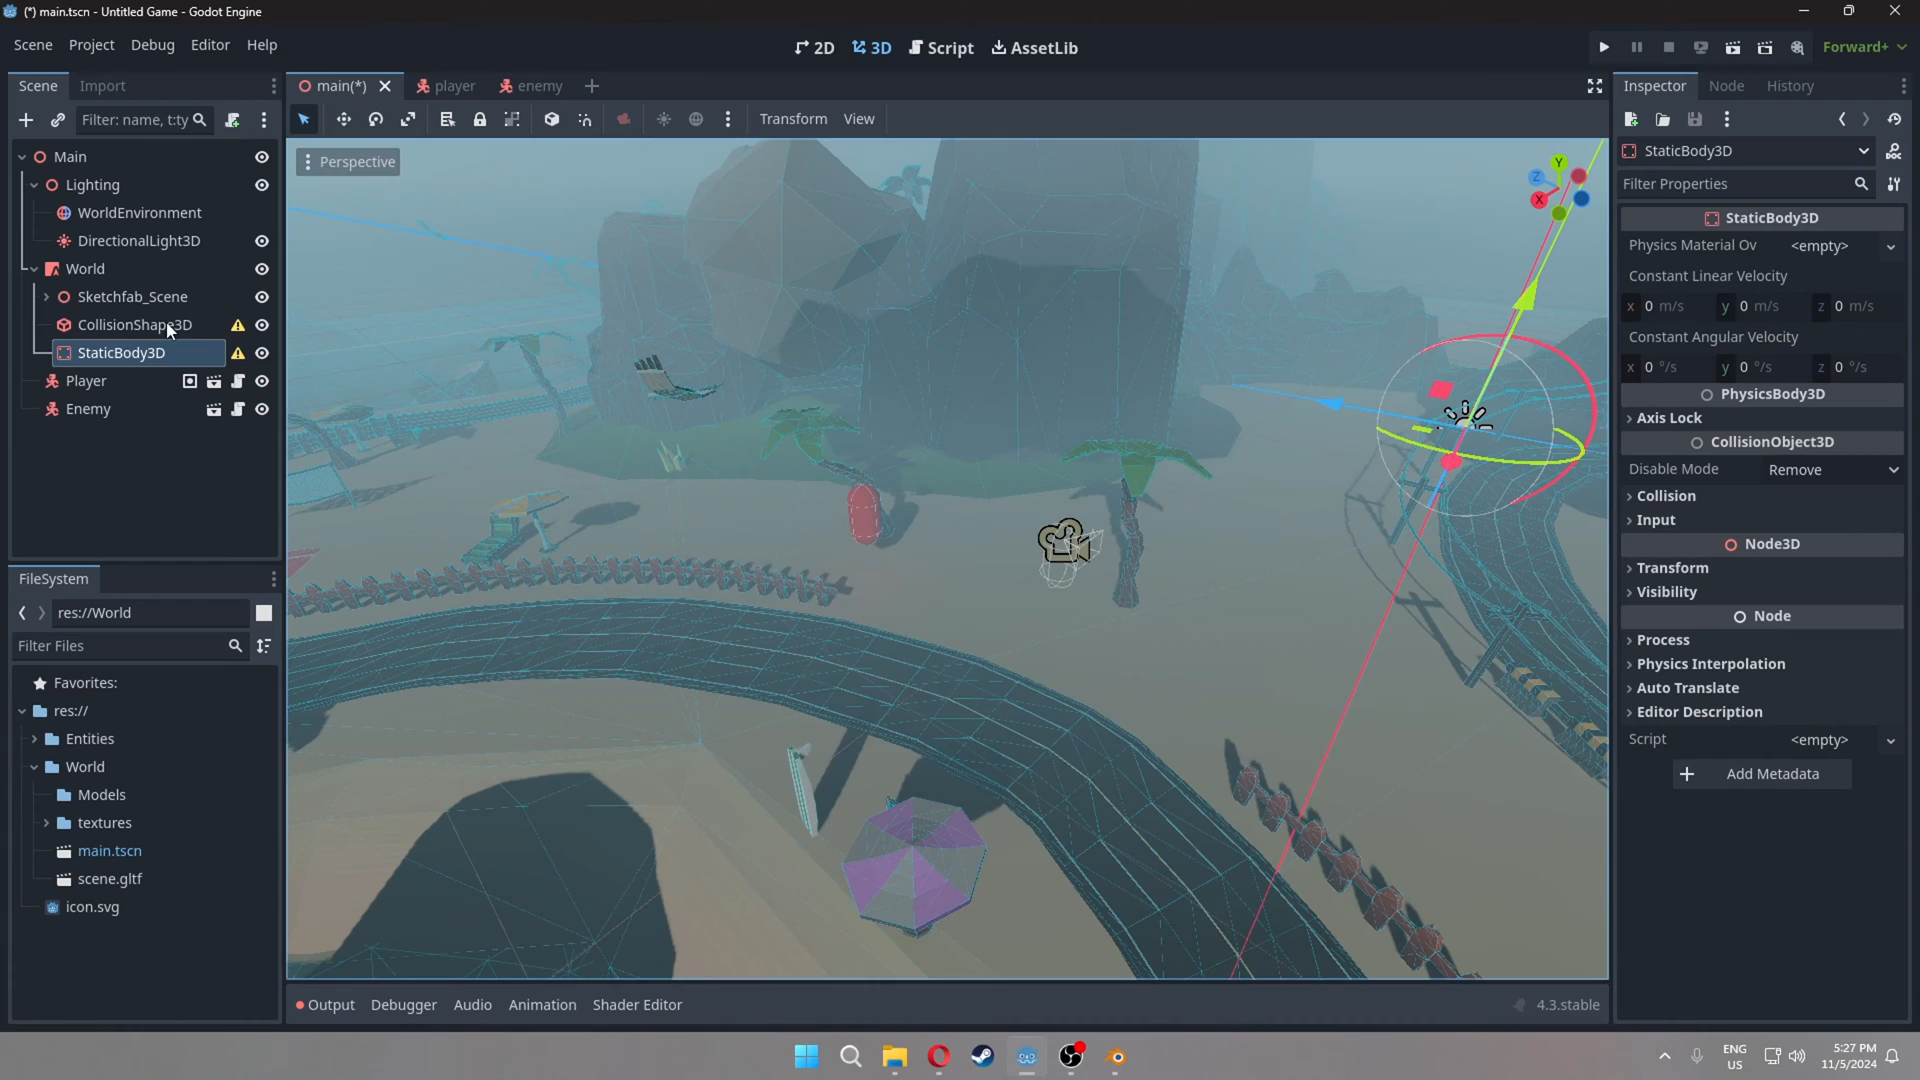 (*) main.tscn - Untitled Game - Godot Engine
Scene Project Debug Editor Help
2D 3D Script AssetLib
Forward+
Scene Import
main(*) player enemy
Inspector Node History
Filter: name, t:ty
Transform View
Main
Lighting
WorldEnvironment
DirectionalLight3D
World
Sketchfab_Scene
CollisionShape3D
StaticBody3D
Player
Enemy
FileSystem
res://World
Filter Files
Favorites:
res://
Entities
World
Models
textures
main.tscn
scene.gltf
icon.svg
Perspective
Y
Z
X
Output Debugger Audio Animation Shader Editor
4.3.stable
StaticBody3D
Filter Properties
StaticBody3D
Physics Material Ov <empty>
Constant Linear Velocity
x 0 m/s y 0 m/s z 0 m/s
Constant Angular Velocity
x 0 °/s y 0 °/s z 0 °/s
PhysicsBody3D
Axis Lock
CollisionObject3D
Disable Mode Remove
Collision
Input
Node3D
Transform
Visibility
Node
Process
Physics Interpolation
Auto Translate
Editor Description
Script <empty>
Add Metadata
ENG
US
5:27 PM
11/5/2024